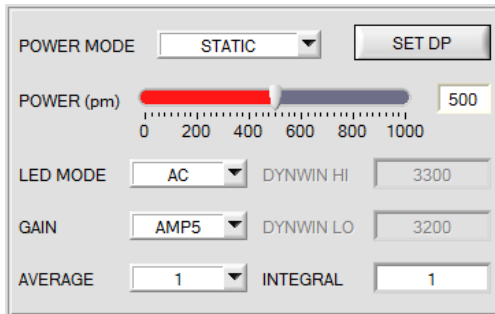 POWER MODE STATIC SET DP
POWER (pm) 500
0 200 400 600 800 1000
LED MODE AC DYNWIN HI 3300
GAIN AMP5 DYNWIN LO 3200
AVERAGE 1 INTEGRAL 1